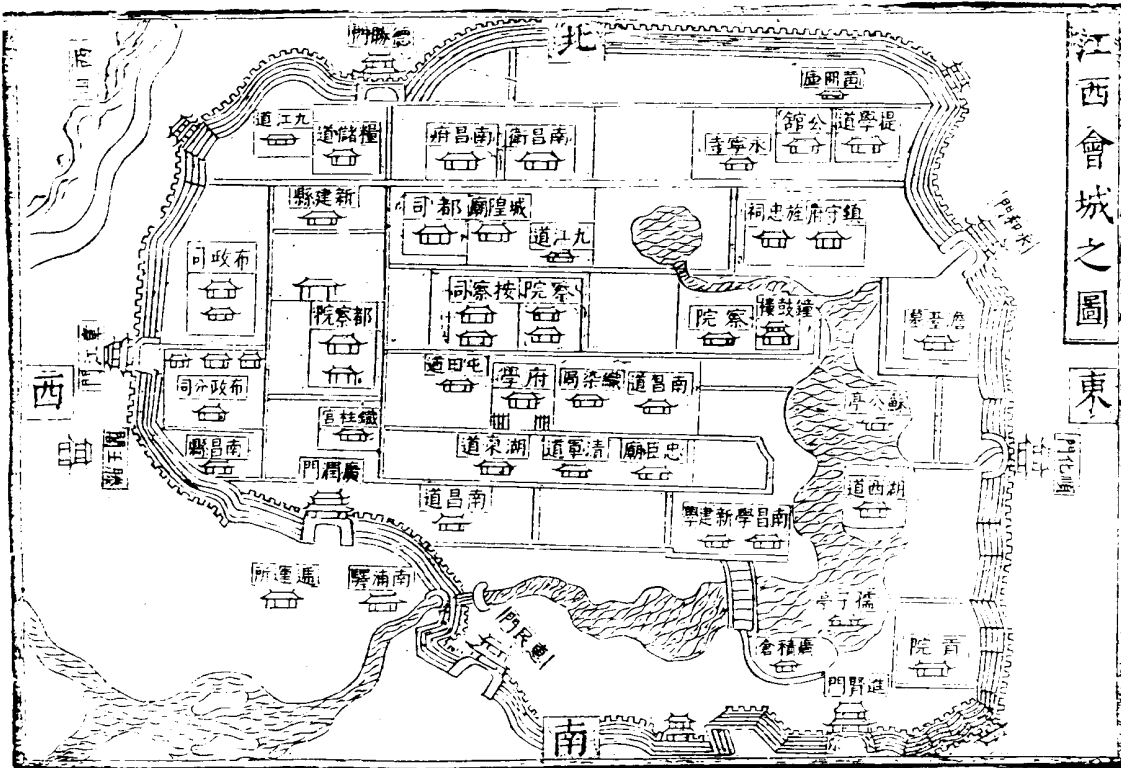 江西會城之圖
北
東
南
西
西山
德勝門
永和門
順化門
進賢門
惠民門
廣潤門
章江門
九江道
糧儲道
南昌府
南昌衛
永寧寺
公館
提學道
黃冊庫
新建縣
都司
城隍廟
九江道
旌忠祠
鎮守府
布政司
都察院
按察司
察院
察院
鐘鼓樓
布政分司
屯田道
府學
織染局
南昌道
蘇公亭
鐵柱宮
南昌縣
湖東道
清軍道
忠臣廟
南昌道
新建學
南昌學
湖西道
孺子亭
貢院
廣積倉
遞運所
南浦驛